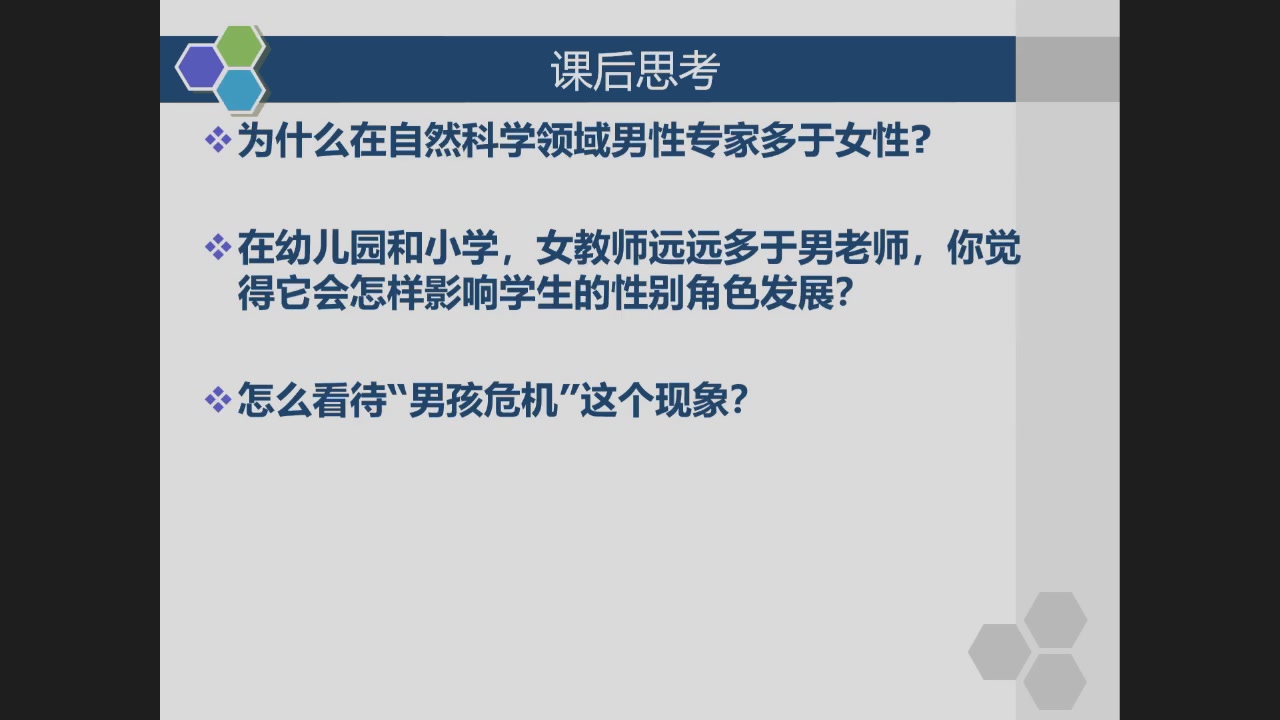 课后思考
为什么在自然科学领域男性专家多于女性?
在幼儿园和小学，女教师远远多于男老师，你觉
得它会怎样影响学生的性别角色发展?
怎么看待“男孩危机”这个现象?